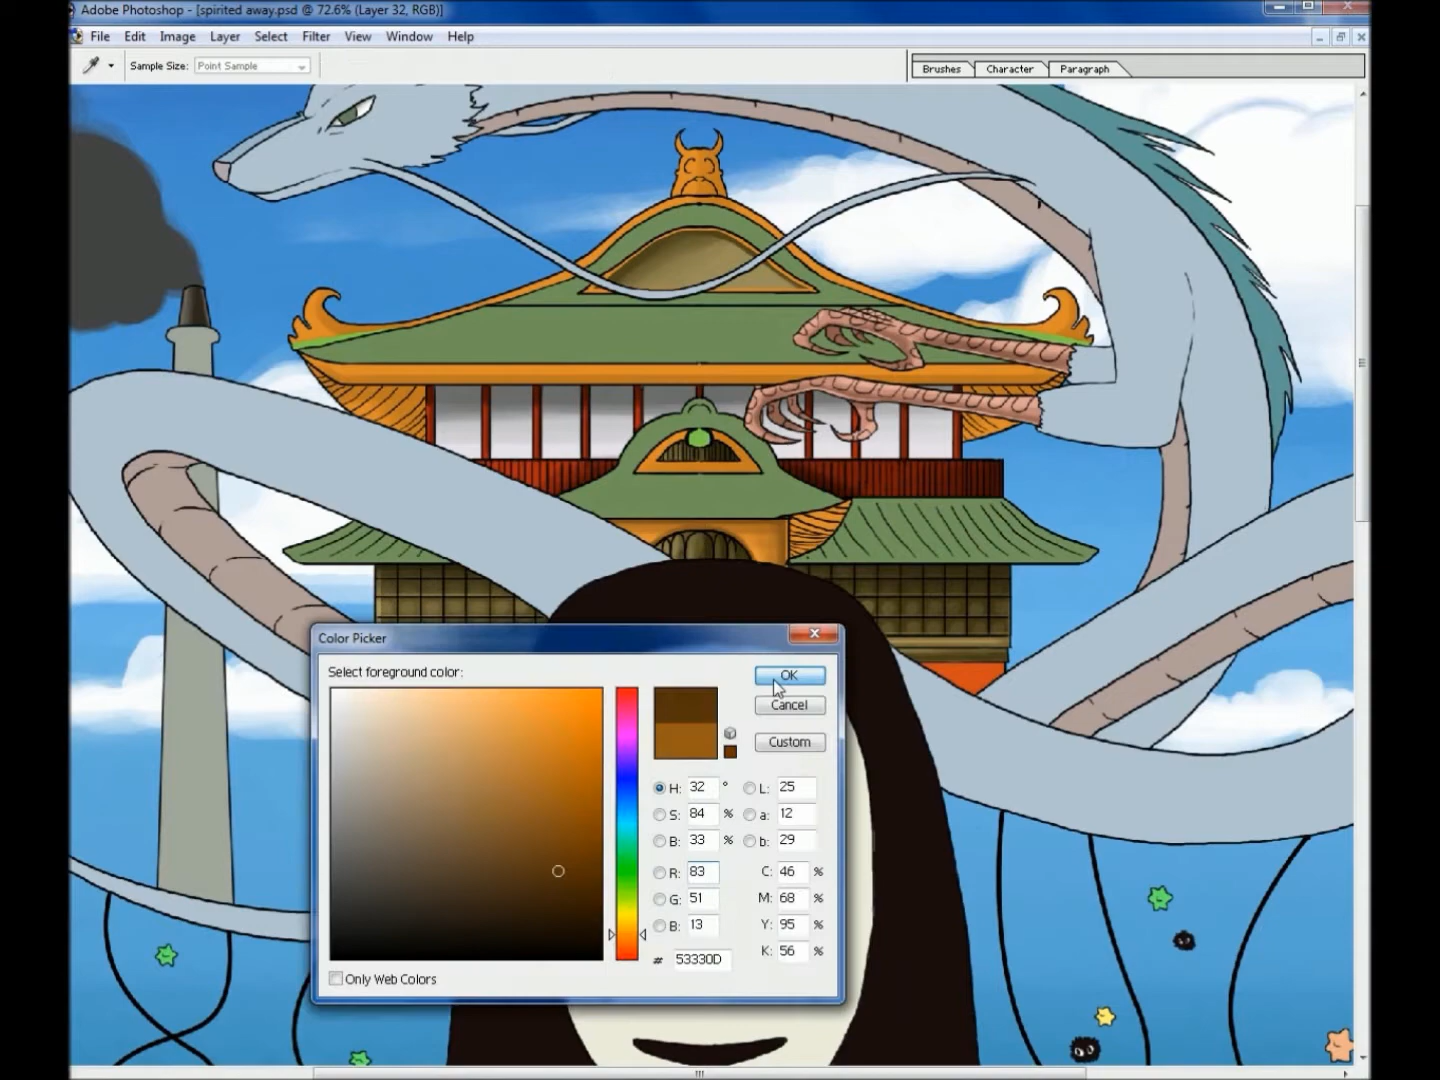 Adobe Photoshop - [spirited away.psd @ 72.6% (Layer 32, RGB)]
File Edit Image Layer Select Filter View Window Help
Sample Size: Point Sample
Brushes Character Paragraph
Color Picker
Select foreground color:
OK
Cancel
Custom
H: 32 ° L: 25
S: 84 % a: 12
B: 33 % b: 29
R: 83 C: 46 %
G: 51 M: 68 %
B: 13 Y: 95 %
# 53330D K: 56 %
Only Web Colors